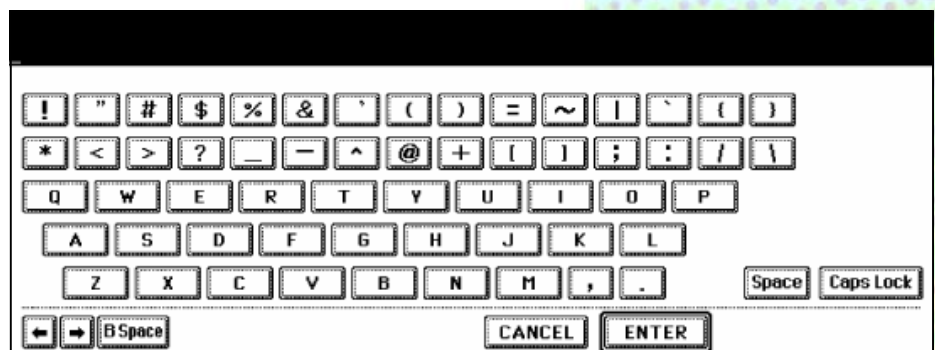 ! " # $ % & ' ( ) = ~ | ` { }
* < > ? _ - ^ @ + [ ] ; : / \
Q W E R T Y U I O P
A S D F G H J K L
Z X C V B N M , . Space Caps Lock
← → B Space CANCEL ENTER